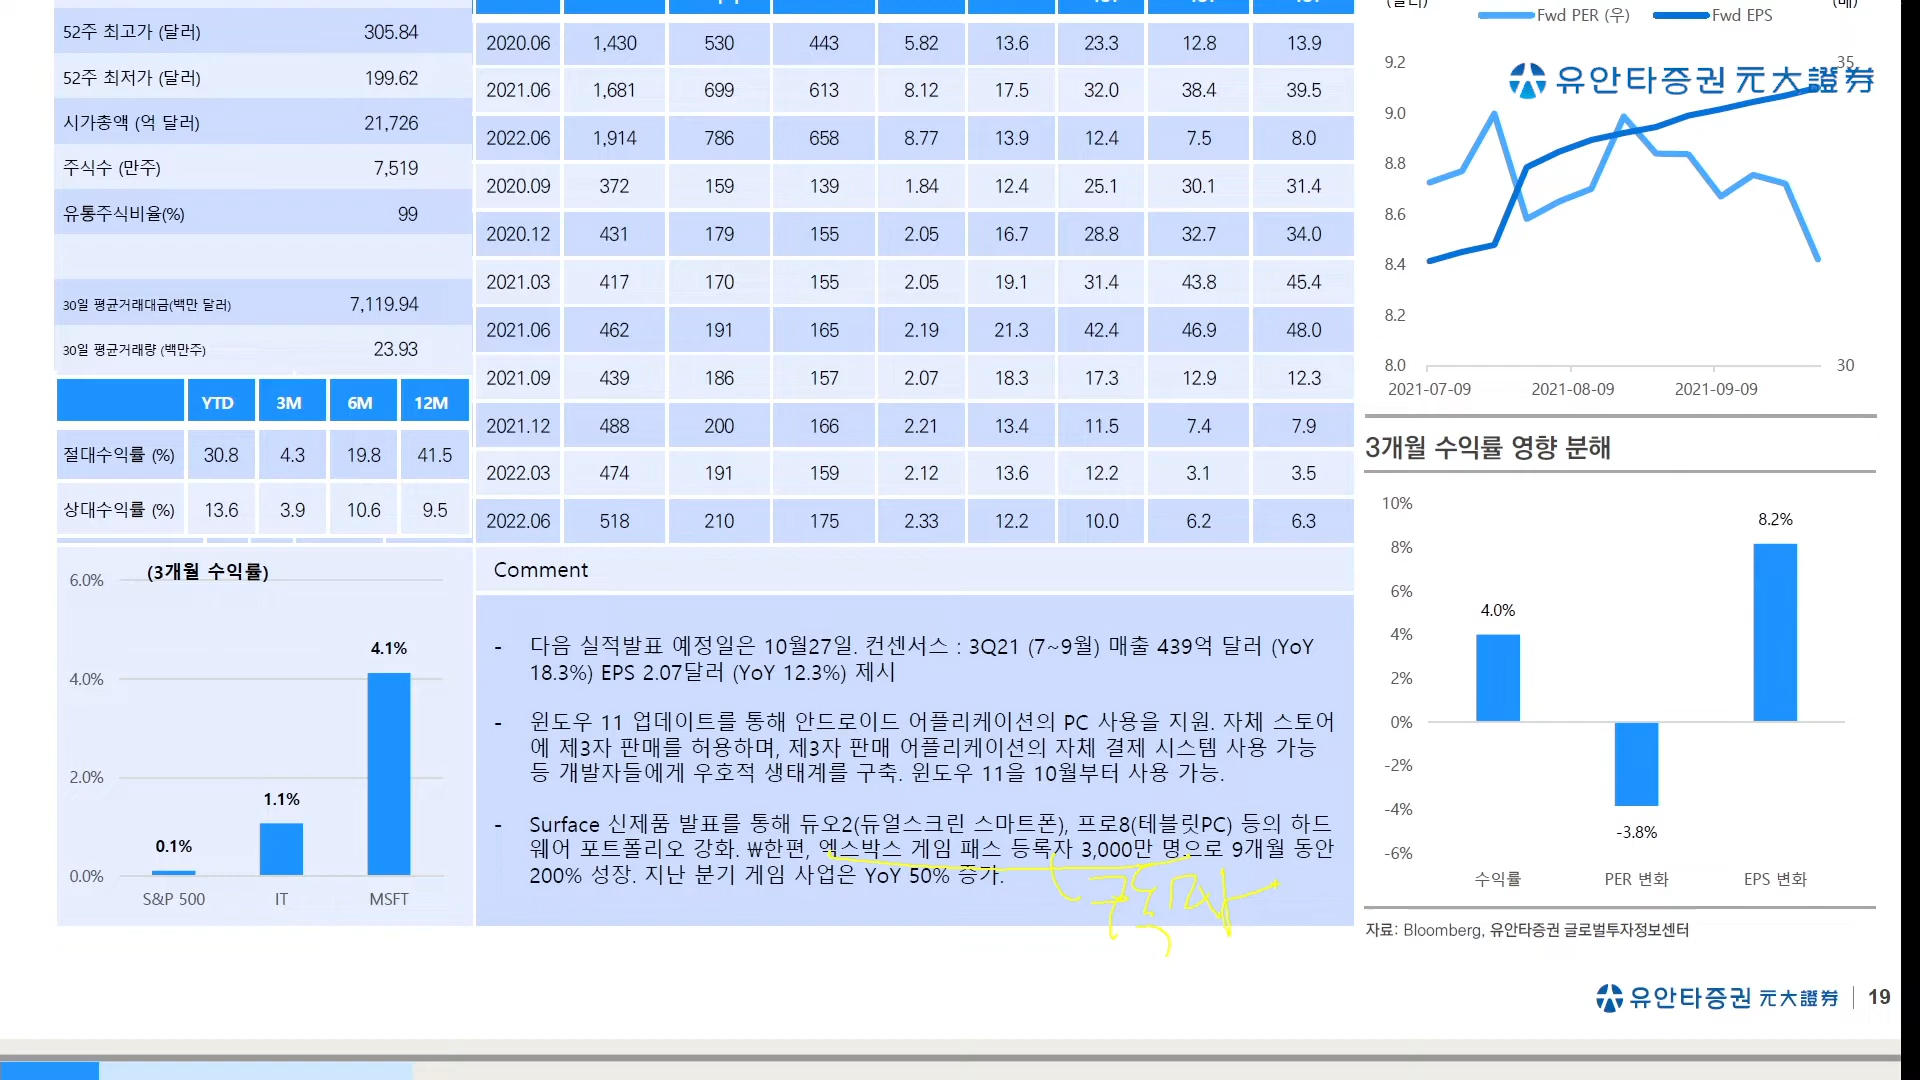 52주 최고가 (달러) 305.84
52주 최저가 (달러) 199.62
시가총액 (억 달러) 21,726
주식수 (만주) 7,519
유통주식비율(%) 99
30일 평균거래대금(백만 달러) 7,119.94
30일 평균거래량 (백만주) 23.93
YTD 3M 6M 12M
절대수익률 (%) 30.8 4.3 19.8 41.5
상대수익률 (%) 13.6 3.9 10.6 9.5
(3개월 수익률)
6.0%
4.1%
4.0%
2.0%
1.1%
0.1%
0.0%
S&P 500 IT MSFT
2020.06 1,430 530 443 5.82 13.6 23.3 12.8 13.9
2021.06 1,681 699 613 8.12 17.5 32.0 38.4 39.5
2022.06 1,914 786 658 8.77 13.9 12.4 7.5 8.0
2020.09 372 159 139 1.84 12.4 25.1 30.1 31.4
2020.12 431 179 155 2.05 16.7 28.8 32.7 34.0
2021.03 417 170 155 2.05 19.1 31.4 43.8 45.4
2021.06 462 191 165 2.19 21.3 42.4 46.9 48.0
2021.09 439 186 157 2.07 18.3 17.3 12.9 12.3
2021.12 488 200 166 2.21 13.4 11.5 7.4 7.9
2022.03 474 191 159 2.12 13.6 12.2 3.1 3.5
2022.06 518 210 175 2.33 12.2 10.0 6.2 6.3
Comment
- 다음 실적발표 예정일은 10월27일. 컨센서스 : 3Q21 (7~9월) 매출 439억 달러 (YoY
18.3%) EPS 2.07달러 (YoY 12.3%) 제시
- 윈도우 11 업데이트를 통해 안드로이드 어플리케이션의 PC 사용을 지원. 자체 스토어
에 제3자 판매를 허용하며, 제3자 판매 어플리케이션의 자체 결제 시스템 사용 가능
등 개발자들에게 우호적 생태계를 구축. 윈도우 11을 10월부터 사용 가능.
- Surface 신제품 발표를 통해 듀오2(듀얼스크린 스마트폰), 프로8(테블릿PC) 등의 하드
웨어 포트폴리오 강화. ₩한편, 엑스박스 게임 패스 등록자 3,000만 명으로 9개월 동안
200% 성장. 지난 분기 게임 사업은 YoY 50% 증가.
Fwd PER (우) Fwd EPS
유안타증권 元大證券
9.2 35
9.0
8.8
8.6
8.4
8.2
8.0 30
2021-07-09 2021-08-09 2021-09-09
3개월 수익률 영향 분해
10%
8.2%
8%
6%
4.0%
4%
2%
0%
-2%
-4%
-3.8%
-6%
수익률 PER 변화 EPS 변화
자료: Bloomberg, 유안타증권 글로벌투자정보센터
유안타증권 元大證券 19